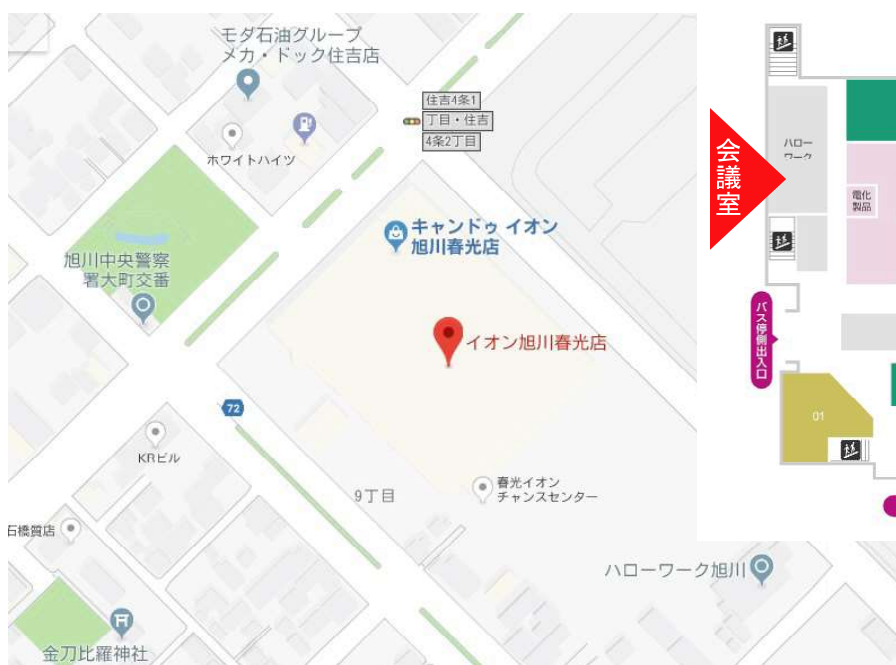 モダ石油グループ
メカ・ドック住吉店
住吉4条1
丁目・住吉
4条2丁目
ホワイトハイツ
キャンドゥ イオン
旭川春光店
旭川中央警察
署大町交番
イオン旭川春光店
72
KRビル
9丁目
春光イオン
チャンスセンター
石橋質店
ハローワーク旭川
金刀比羅神社
会議室
ハロー
ワーク
電化
製品
バス停側出入口
01